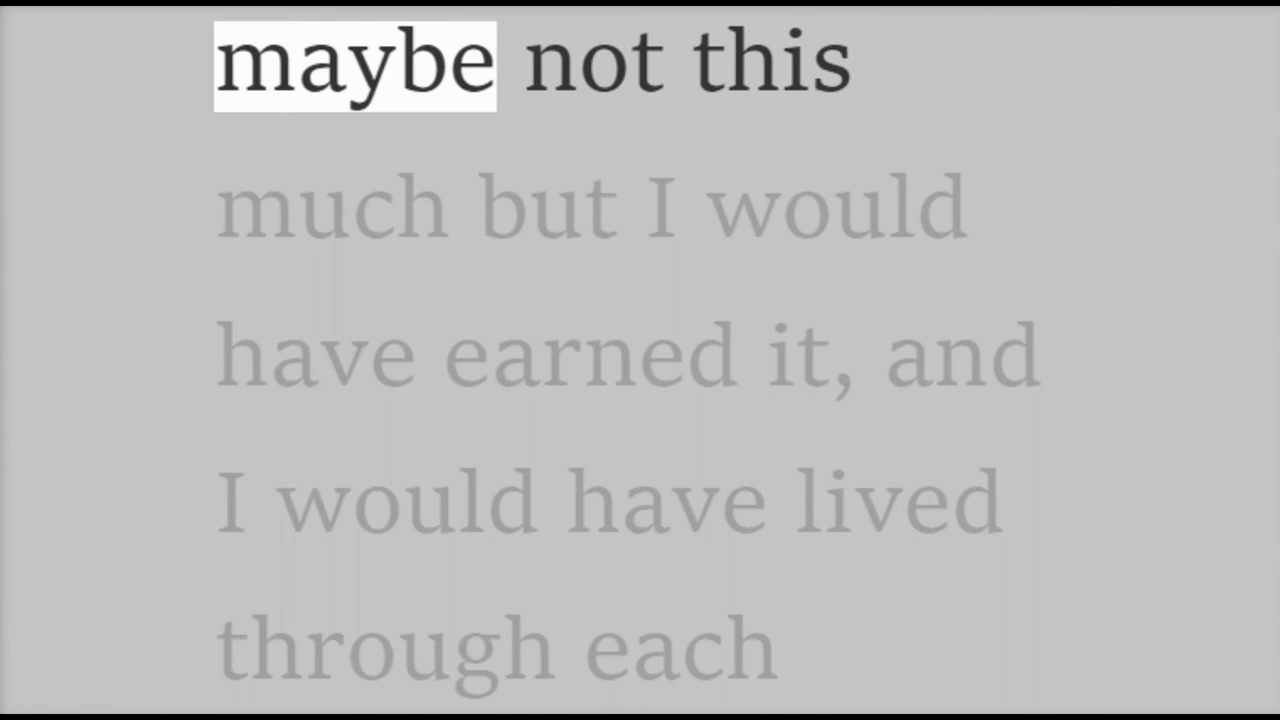 maybe not this
much but I would
have earned it, and
I would have lived
through each